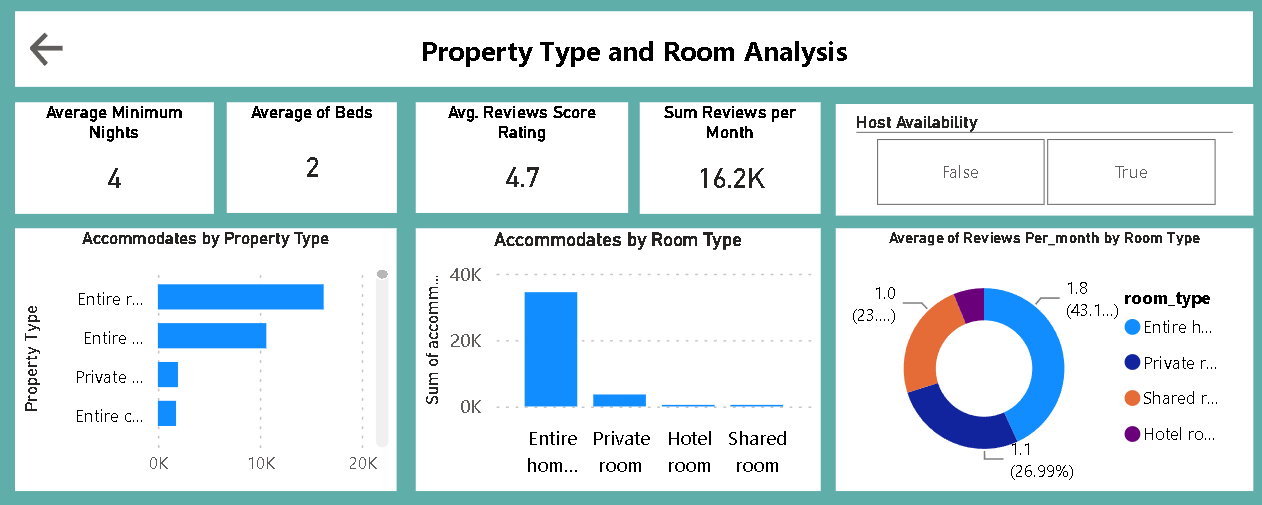 Property Type and Room Analysis
Average Minimum
Nights
4
Average of Beds
2
Avg. Reviews Score
Rating
4.7
Sum Reviews per
Month
16.2K
Host Availability
False
True
Accommodates by Property Type
Property Type
Entire r...
Entire ...
Private ...
Entire c...
0K
10K
20K
Accommodates by Room Type
Sum of accomm...
40K
20K
0K
Entire
hom...
Private
room
Hotel
room
Shared
room
Average of Reviews Per_month by Room Type
1.0
(23....)
1.8
(43.1...)
1.1
(26.99%)
room_type
Entire h...
Private r...
Shared r...
Hotel ro...